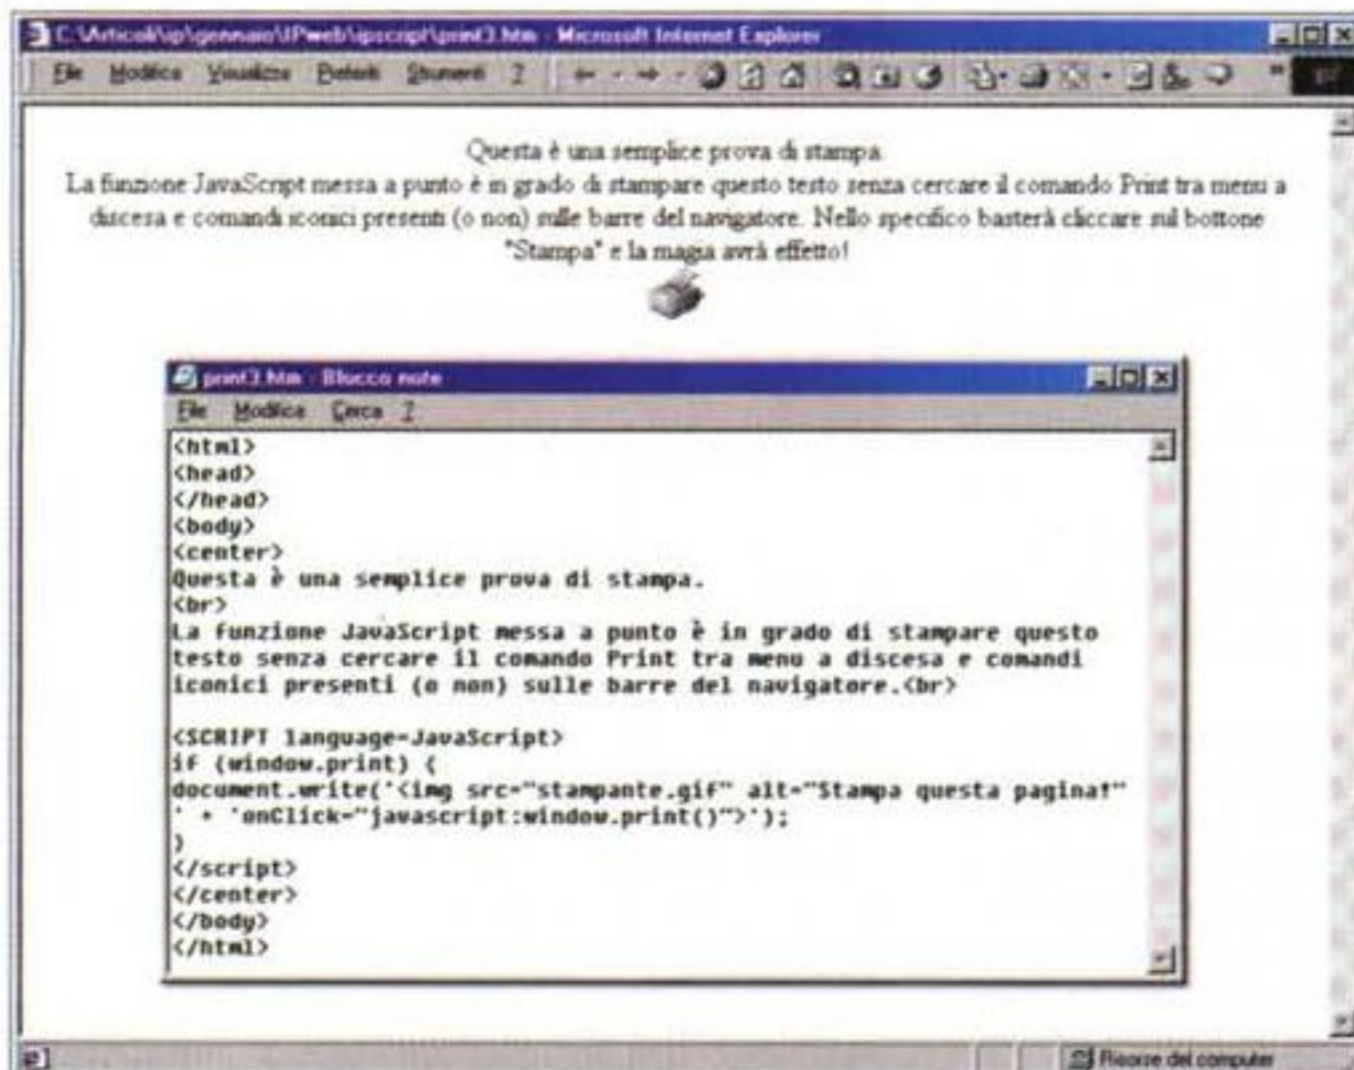 C:\Articoli\ip\gennaio\IPweb\ipscript\print3.htm - Microsoft Internet Explorer
File Modifica Visualizza Preferiti Strumenti ?
Questa è una semplice prova di stampa.
La funzione JavaScript messa a punto è in grado di stampare questo testo senza cercare il comando Print tra menu a
discesa e comandi iconici presenti (o non) sulle barre del navigatore. Nello specifico basterà cliccare sul bottone
"Stampa" e la magia avrà effetto!
print3.htm - Blocco note
File Modifica Cerca ?
<html>
<head>
</head>
<body>
<center>
Questa è una semplice prova di stampa.
<br>
La funzione JavaScript messa a punto è in grado di stampare questo
testo senza cercare il comando Print tra menu a discesa e comandi
iconici presenti (o non) sulle barre del navigatore.<br>
<SCRIPT language=JavaScript>
if (window.print) {
document.write('<img src="stampante.gif" alt="Stampa questa pagina!"
' + 'onClick="javascript:window.print()">');
}
</script>
</center>
</body>
</html>
Risorse del computer